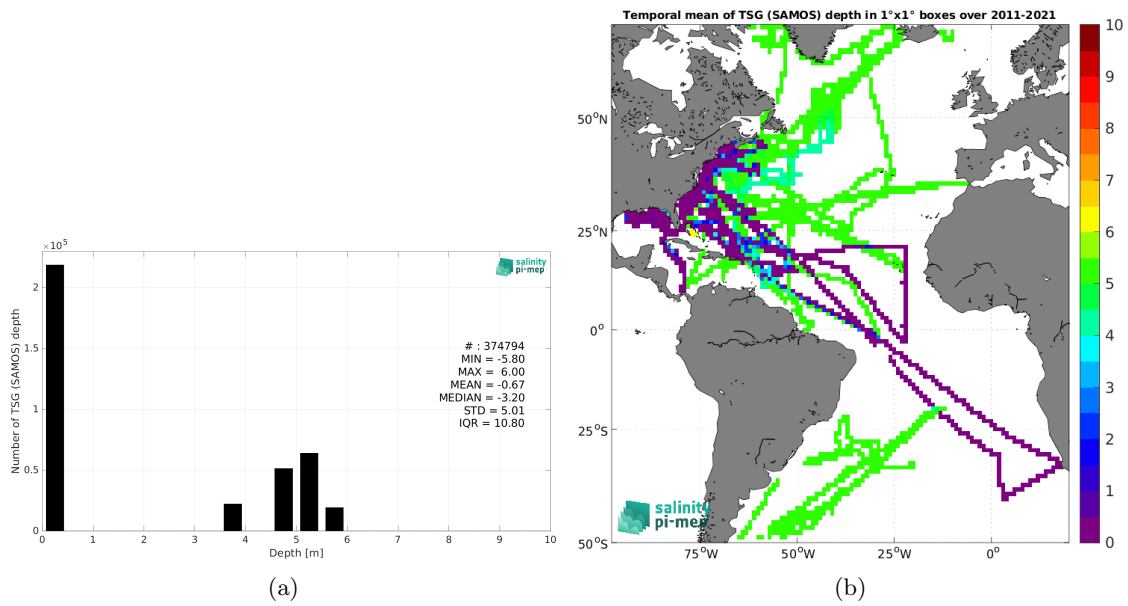 ×10⁵
2
1.5
1
0.5
0
Number of TSG (SAMOS) depth
salinity
pi-mep
# : 374794
MIN = -5.80
MAX = 6.00
MEAN = -0.67
MEDIAN = -3.20
STD = 5.01
IQR = 10.80
0 1 2 3 4 5 6 7 8 9 10
Depth [m]
(a)
Temporal mean of TSG (SAMOS) depth in 1°x1° boxes over 2011-2021
50°N
25°N
0°
25°S
50°S
75°W 50°W 25°W 0°
salinity
pi-mep
10
9
8
7
6
5
4
3
2
1
0
(b)